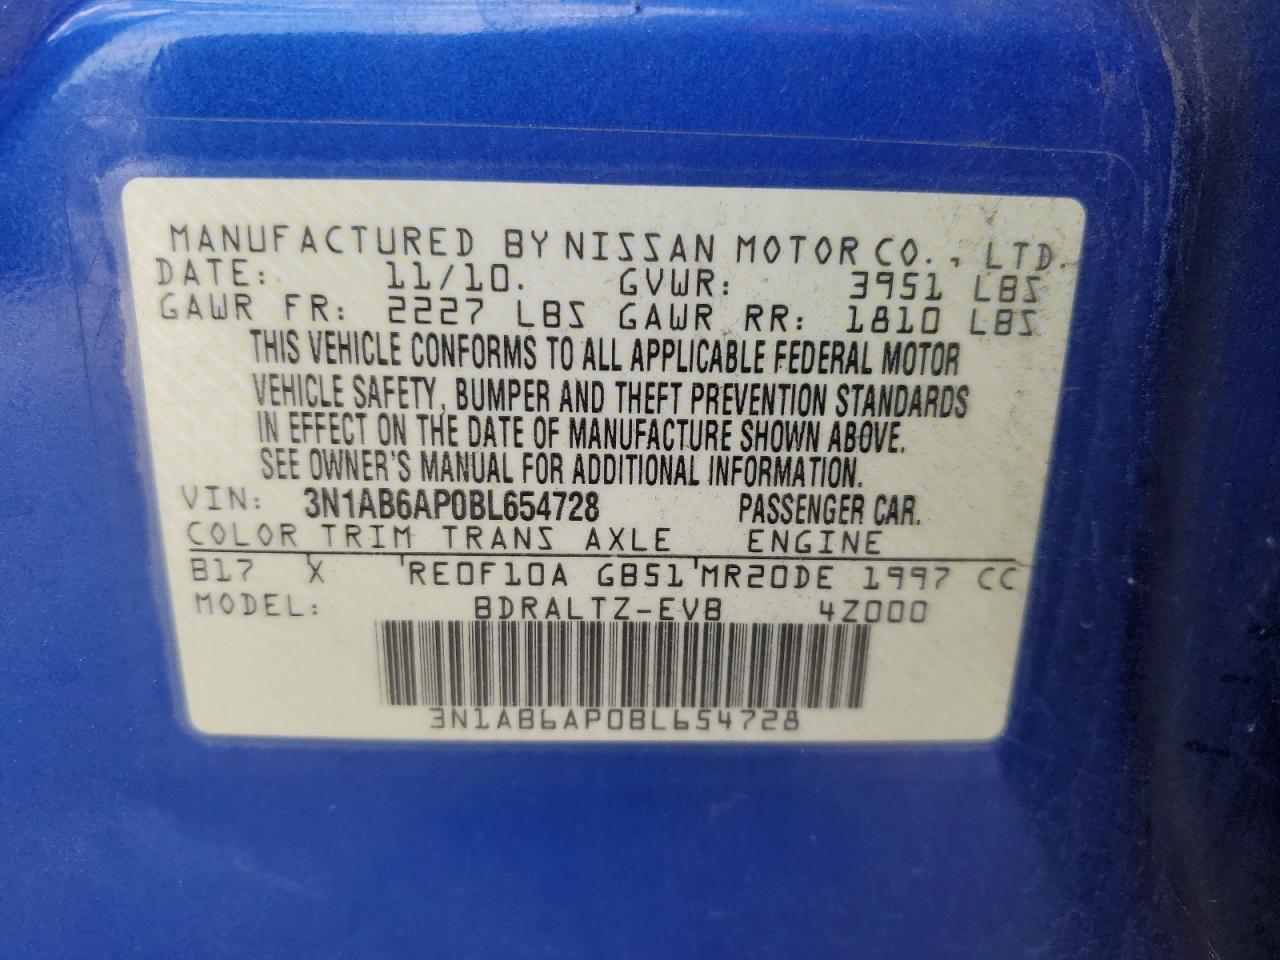 MANUFACTURED BY NISSAN MOTOR CO., LTD.
DATE: 11/10. GVWR: 3951 LBS
GAWR FR: 2227 LBS GAWR RR: 1810 LBS
THIS VEHICLE CONFORMS TO ALL APPLICABLE FEDERAL MOTOR
VEHICLE SAFETY, BUMPER AND THEFT PREVENTION STANDARDS
IN EFFECT ON THE DATE OF MANUFACTURE SHOWN ABOVE.
SEE OWNER'S MANUAL FOR ADDITIONAL INFORMATION.
VIN: 3N1AB6AP0BL654728 PASSENGER CAR.
COLOR TRIM TRANS AXLE ENGINE
B17 X RE0F10A GB51 MR20DE 1997 CC
MODEL: BDRALTZ-EVB 4Z000
3N1AB6AP0BL654728